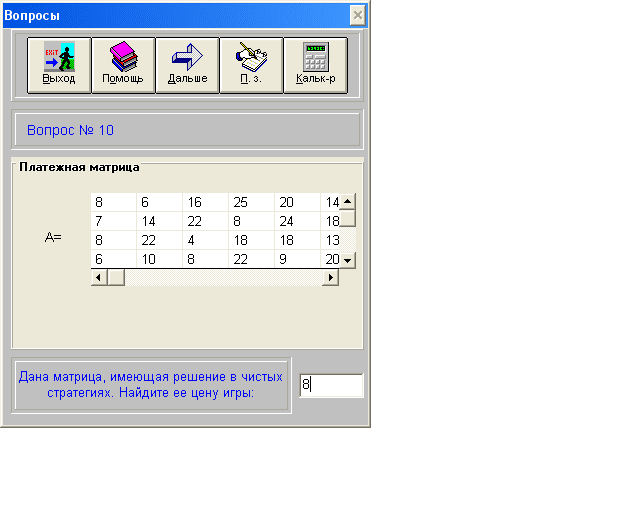 Вопросы
EXIT
Выход Помощь Дальше П. з. Кальк-р
Вопрос № 10
Платежная матрица
8 6 16 25 20 14
7 14 22 8 24 18
A=
8 22 4 18 18 13
6 10 8 22 9 20
Дана матрица, имеющая решение в чистых
стратегиях. Найдите ее цену игры:
8